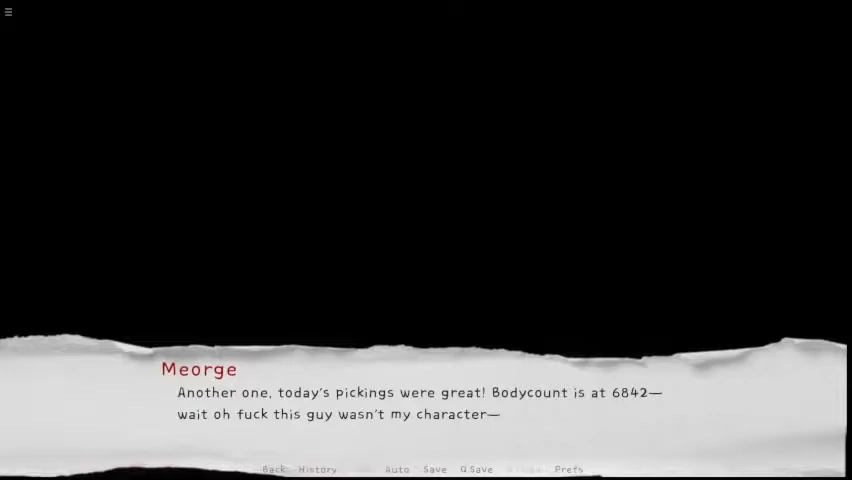 Meorge
Another one, today's pickings were great! Bodycount is at 6842—
wait oh fuck this guy wasn't my character—
Back History Auto Save Q.Save Prefs